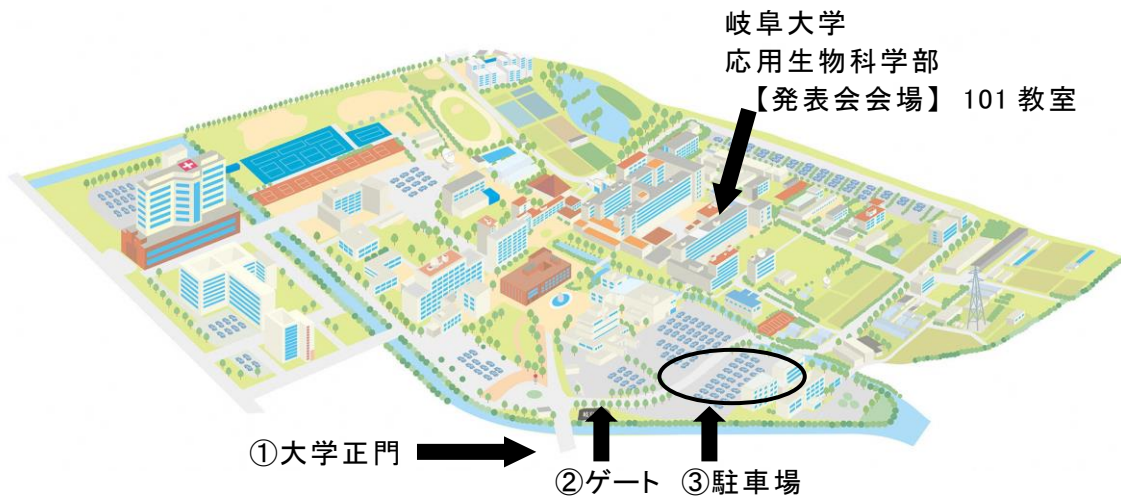 岐阜大学
応用生物科学部
【発表会会場】 101 教室
①大学正門
②ゲート ③駐車場